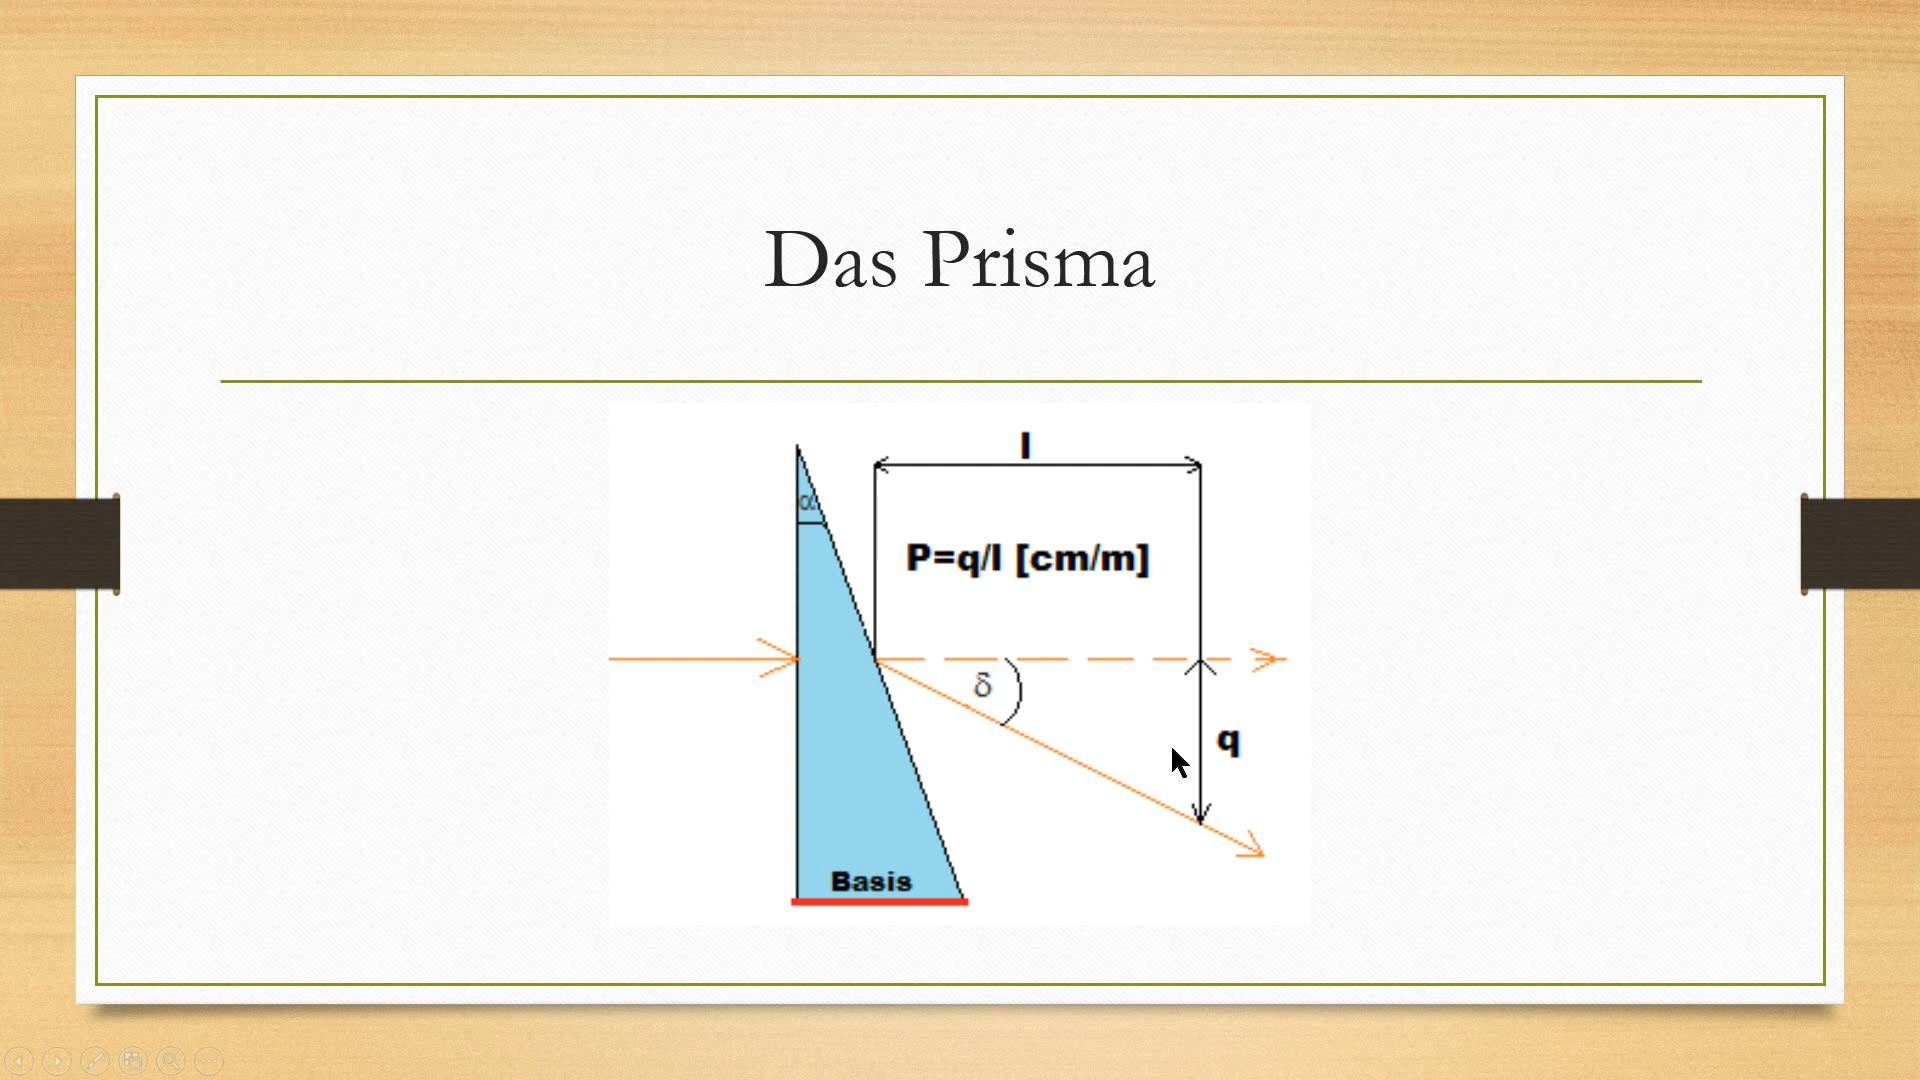 Das Prisma
l
α
P=q/l [cm/m]
δ
q
Basis